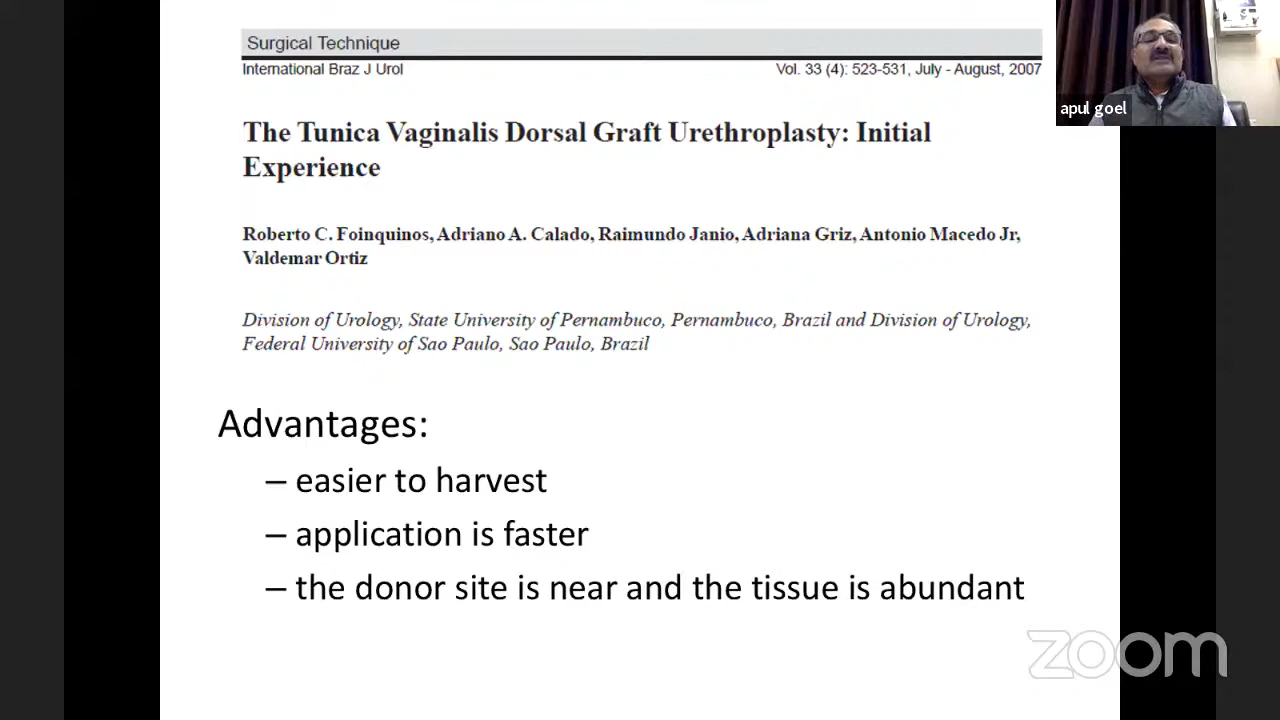 Surgical Technique
International Braz J Urol
Vol. 33 (4): 523-531, July - August, 2007
apul goel
The Tunica Vaginalis Dorsal Graft Urethroplasty: Initial
Experience
Roberto C. Foinquinos, Adriano A. Calado, Raimundo Janio, Adriana Griz, Antonio Macedo Jr,
Valdemar Ortiz
Division of Urology, State University of Pernambuco, Pernambuco, Brazil and Division of Urology,
Federal University of Sao Paulo, Sao Paulo, Brazil
Advantages:
– easier to harvest
– application is faster
– the donor site is near and the tissue is abundant
zoom